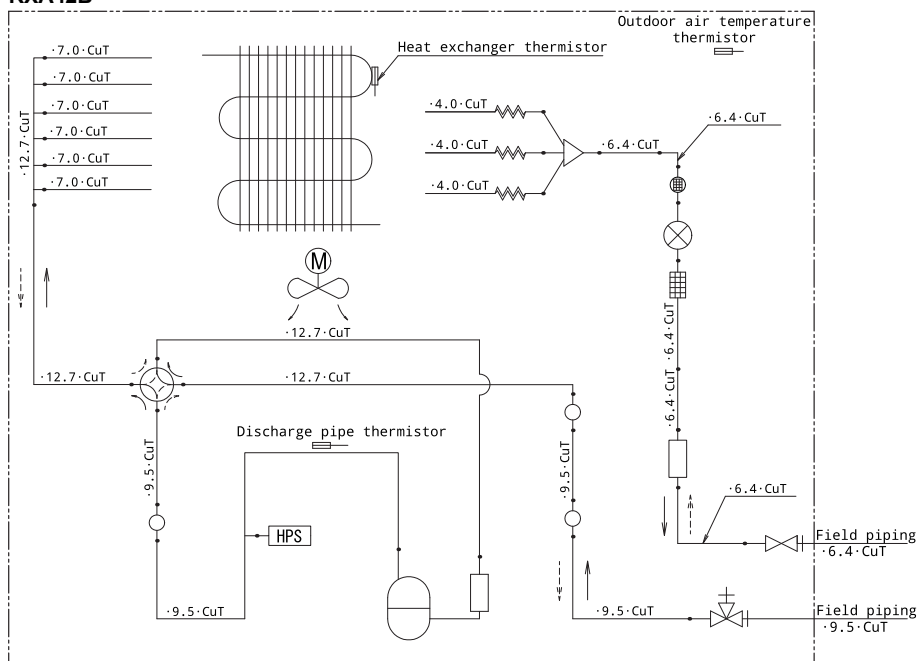 Outdoor air temperature
thermistor
Heat exchanger thermistor
·7.0·CuT
·7.0·CuT
·7.0·CuT
·7.0·CuT
·7.0·CuT
·7.0·CuT
·12.7·CuT
·4.0·CuT
·4.0·CuT
·4.0·CuT
·6.4·CuT
·6.4·CuT
M
·12.7·CuT
·12.7·CuT
·12.7·CuT
·6.4·CuT
·6.4·CuT
Discharge pipe thermistor
·9.5·CuT
·9.5·CuT
·6.4·CuT
HPS
Field piping
·6.4·CuT
·9.5·CuT
·9.5·CuT
Field piping
·9.5·CuT